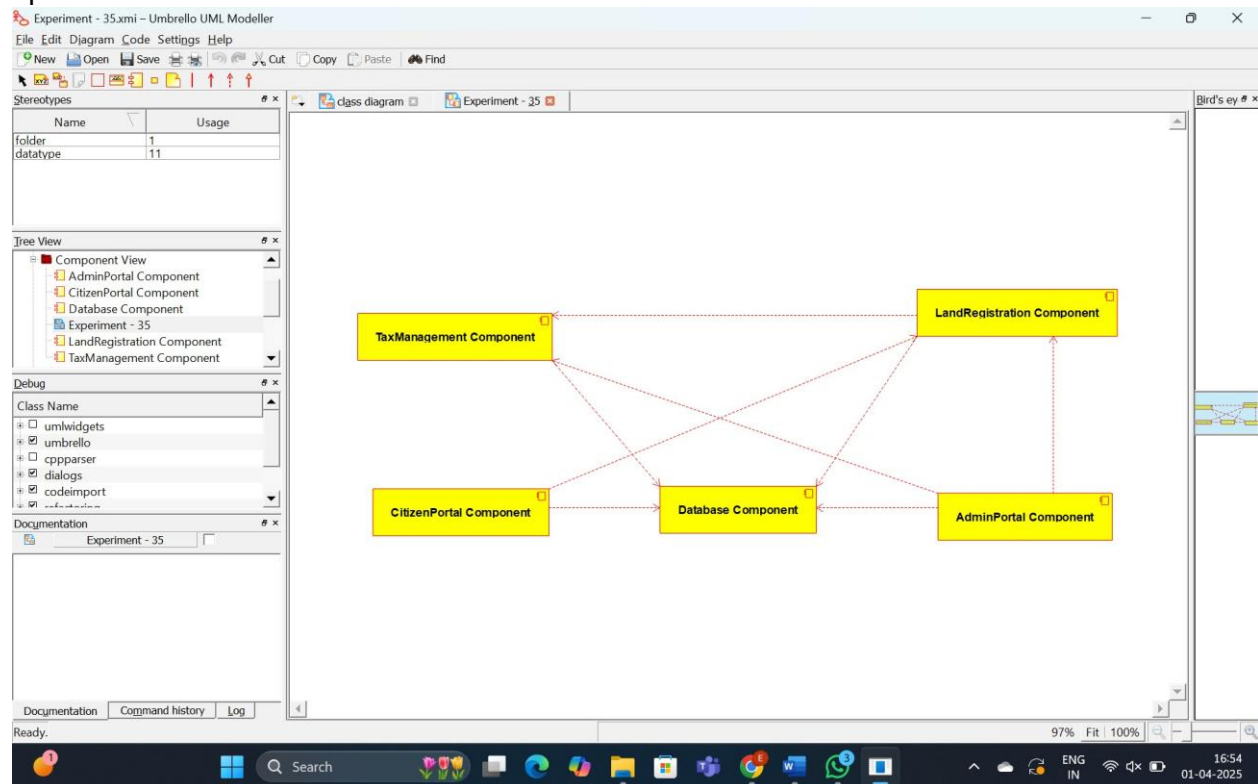 Experiment - 35.xmi – Umbrello UML Modeller
File Edit Diagram Code Settings Help
New Open Save Cut Copy Paste Find
Stereotypes
Name Usage
folder 1
datatype 11
Tree View
Component View
AdminPortal Component
CitizenPortal Component
Database Component
Experiment - 35
LandRegistration Component
TaxManagement Component
Debug
Class Name
umlwidgets
umbrello
cppparser
dialogs
codeimport
Documentation
Experiment - 35
Documentation Command history Log
class diagram Experiment - 35
Bird's ey
LandRegistration Component
TaxManagement Component
CitizenPortal Component
Database Component
AdminPortal Component
Ready.
97% Fit 100%
1
Search
3
ENG
IN
16:54
01-04-2025